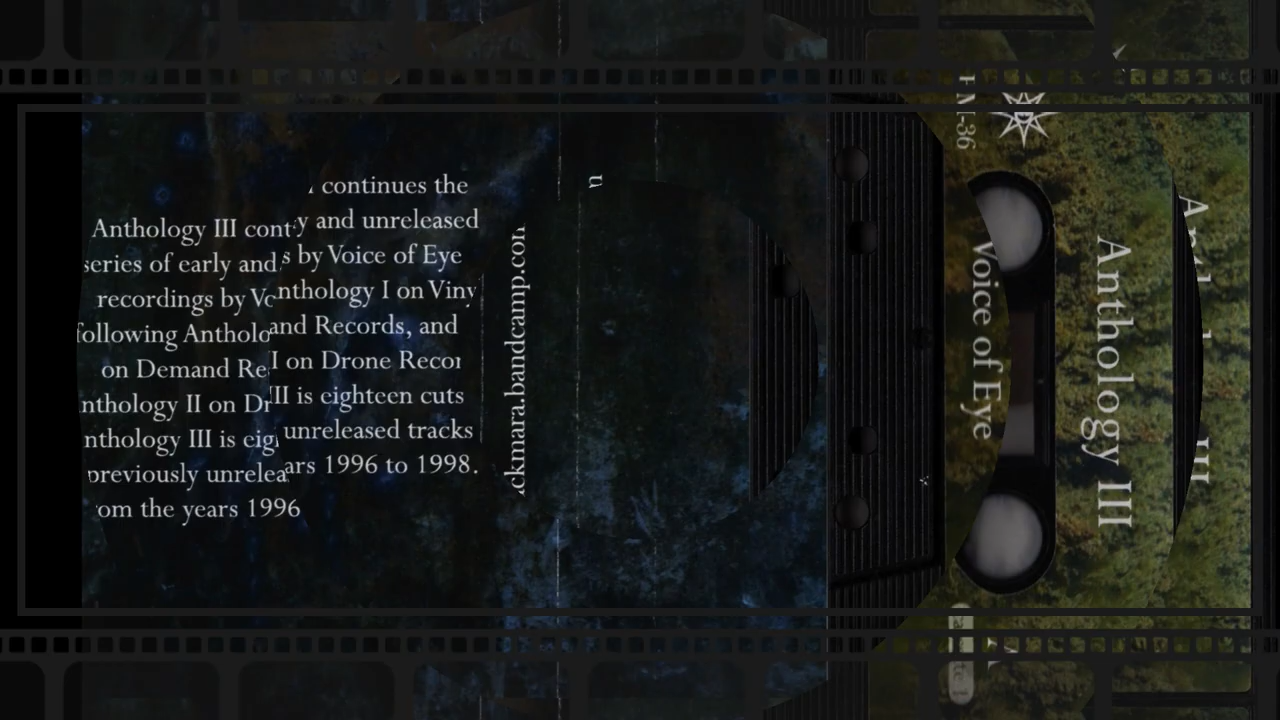 Anthology III cont
series of early and
recordings by Vo
following Antholo
on Demand Re
nthology II on Dr
nthology III is eig
previously unrelea
om the years 1996
continues the
y and unreleased
s by Voice of Eye
nthology I on Viny
and Records, and
I on Drone Recor
III is eighteen cuts
unreleased tracks
ars 1996 to 1998.
ckmara.bandcamp.con
Voice of Eye
Anthology III
III